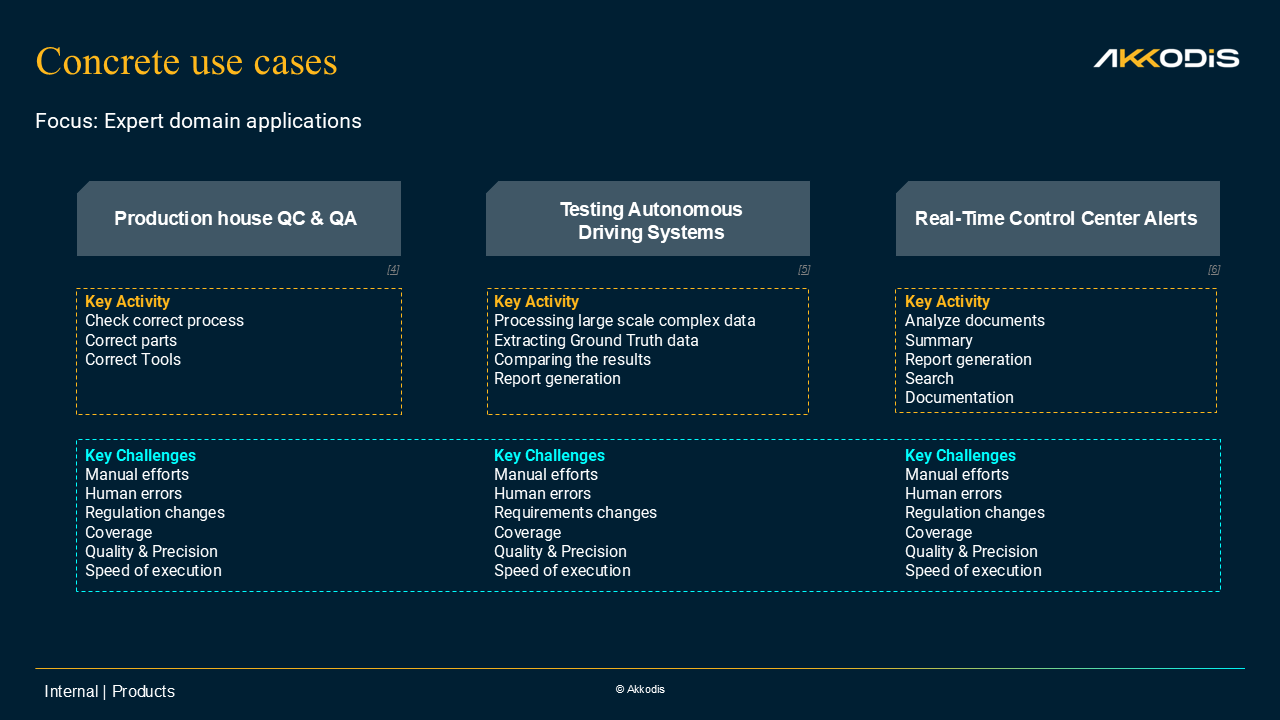 Concrete use cases
AKKODIS
Focus: Expert domain applications
Production house QC & QA
[4]
Key Activity
Check correct process
Correct parts
Correct Tools
Testing Autonomous
Driving Systems
[5]
Key Activity
Processing large scale complex data
Extracting Ground Truth data
Comparing the results
Report generation
Real-Time Control Center Alerts
[6]
Key Activity
Analyze documents
Summary
Report generation
Search
Documentation
Key Challenges
Manual efforts
Human errors
Regulation changes
Coverage
Quality & Precision
Speed of execution
Key Challenges
Manual efforts
Human errors
Requirements changes
Coverage
Quality & Precision
Speed of execution
Key Challenges
Manual efforts
Human errors
Regulation changes
Coverage
Quality & Precision
Speed of execution
Internal | Products
© Akkodis